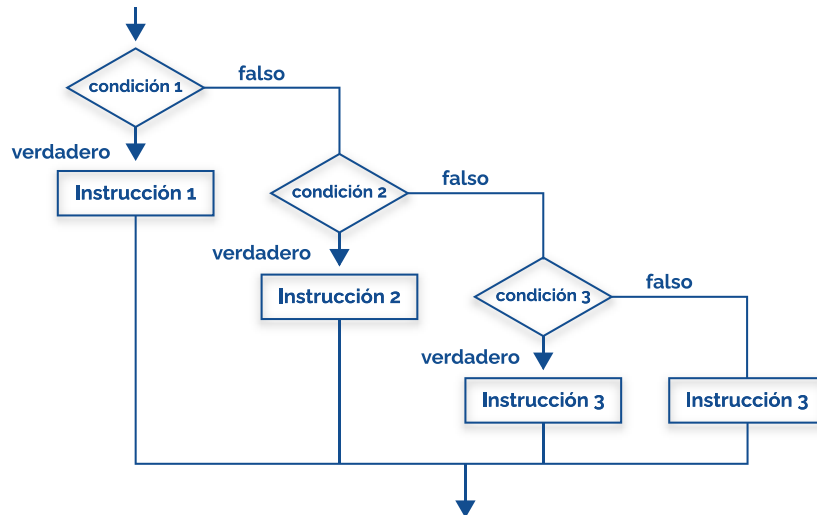 condición 1
falso
verdadero
Instrucción 1
condición 2
falso
verdadero
Instrucción 2
condición 3
falso
verdadero
Instrucción 3
Instrucción 3